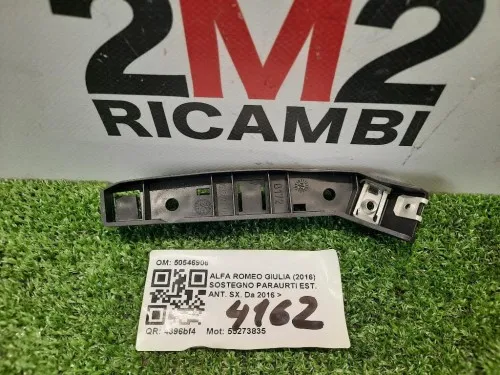 2M2
RICAMBI
OM: 50546906
ALFA ROMEO GIULIA (2016)
SOSTEGNO PARAURTI EST.
ANT. SX. Da 2016 >
4162
QR: 4396bf4 Mot: 55273835